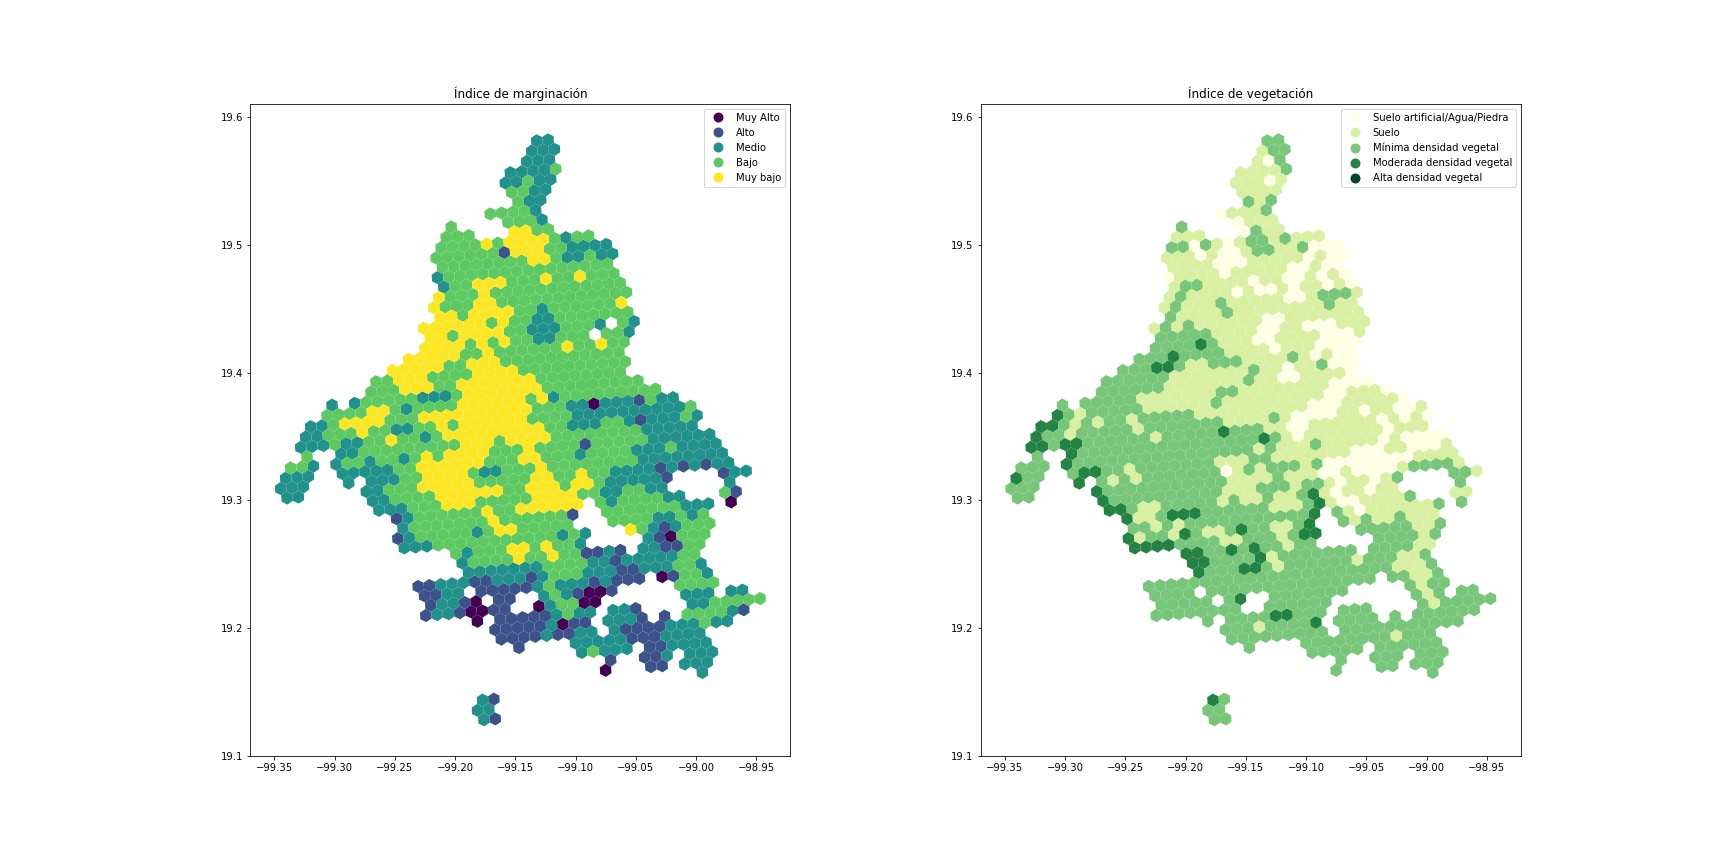 Índice de marginación
Muy Alto
Alto
Medio
Bajo
Muy bajo
19.6
19.5
19.4
19.3
19.2
19.1
−99.35 −99.30 −99.25 −99.20 −99.15 −99.10 −99.05 −99.00 −98.95
Índice de vegetación
Suelo artificial/Agua/Piedra
Suelo
Mínima densidad vegetal
Moderada densidad vegetal
Alta densidad vegetal
19.6
19.5
19.4
19.3
19.2
19.1
−99.35 −99.30 −99.25 −99.20 −99.15 −99.10 −99.05 −99.00 −98.95